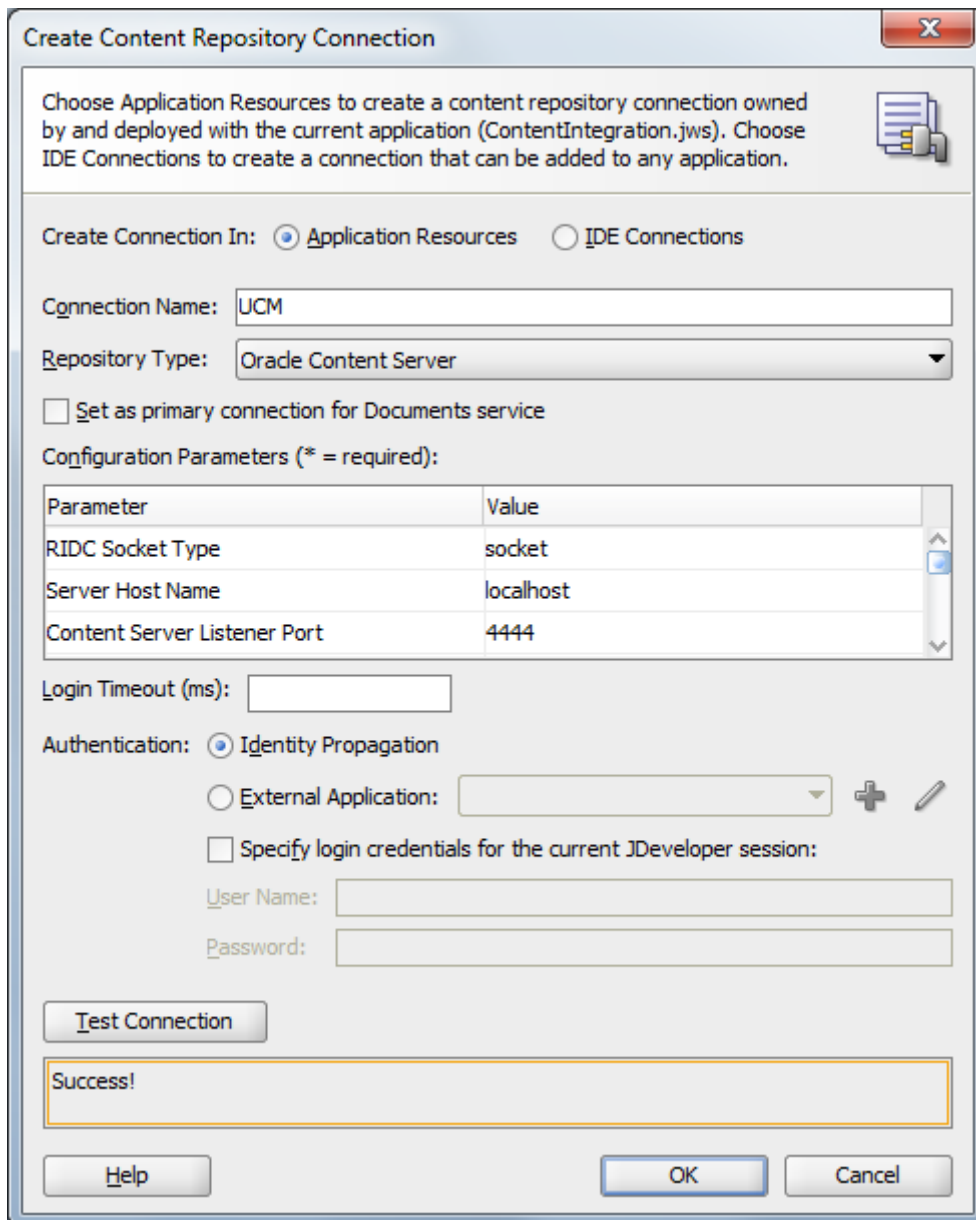 Create Content Repository Connection
Choose Application Resources to create a content repository connection owned
by and deployed with the current application (ContentIntegration.jws). Choose
IDE Connections to create a connection that can be added to any application.
Create Connection In: Application Resources IDE Connections
Connection Name: UCM
Repository Type: Oracle Content Server
Set as primary connection for Documents service
Configuration Parameters (* = required):
Parameter Value
RIDC Socket Type socket
Server Host Name localhost
Content Server Listener Port 4444
Login Timeout (ms):
Authentication: Identity Propagation
External Application:
Specify login credentials for the current JDeveloper session:
User Name:
Password:
Test Connection
Success!
Help OK Cancel